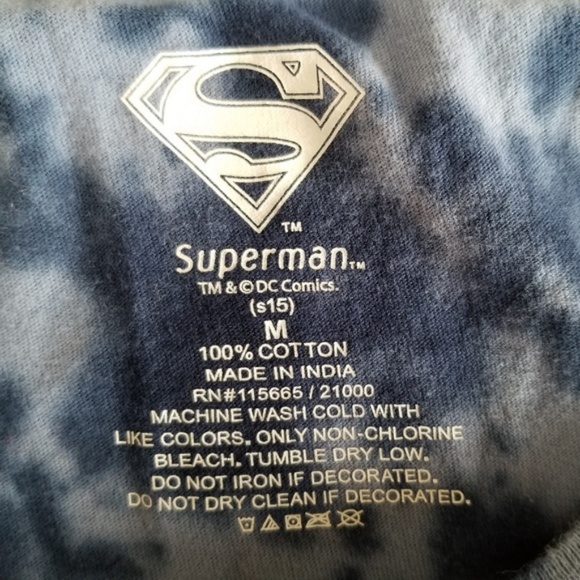 S
TM
Superman TM
TM & © DC Comics.
(s15)
M
100% COTTON
MADE IN INDIA
RN#115665 / 21000
MACHINE WASH COLD WITH
LIKE COLORS. ONLY NON-CHLORINE
BLEACH. TUMBLE DRY LOW.
DO NOT IRON IF DECORATED.
DO NOT DRY CLEAN IF DECORATED.